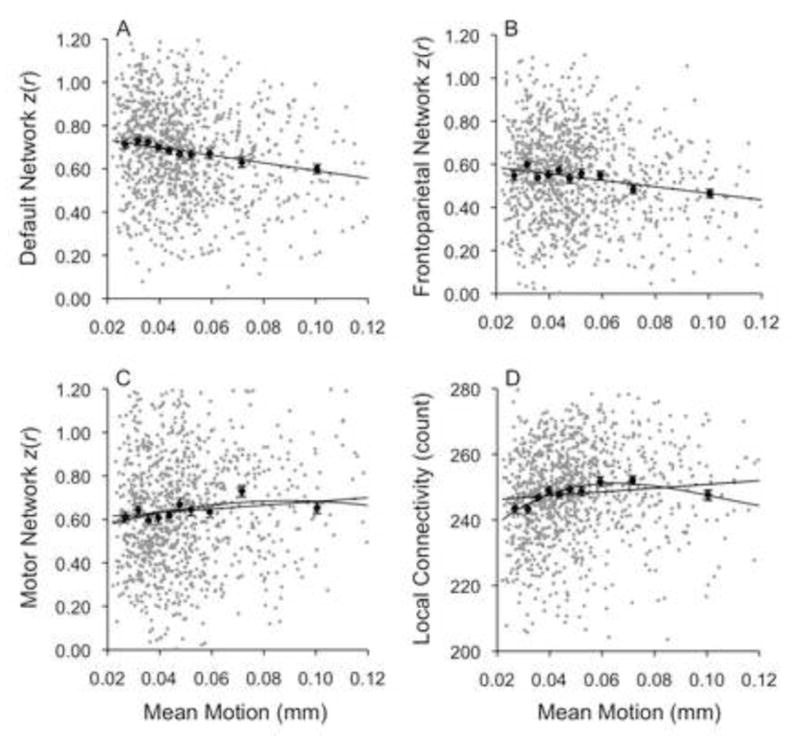 A
1.20
1.00
0.80
0.60
0.40
0.20
0.00
Default Network z(r)
0.02 0.04 0.06 0.08 0.10 0.12
B
1.20
1.00
0.80
0.60
0.40
0.20
0.00
Frontoparietal Network z(r)
0.02 0.04 0.06 0.08 0.10 0.12
C
1.20
1.00
0.80
0.60
0.40
0.20
0.00
Motor Network z(r)
0.02 0.04 0.06 0.08 0.10 0.12
Mean Motion (mm)
D
280
260
240
220
200
Local Connectivity (count)
0.02 0.04 0.06 0.08 0.10 0.12
Mean Motion (mm)